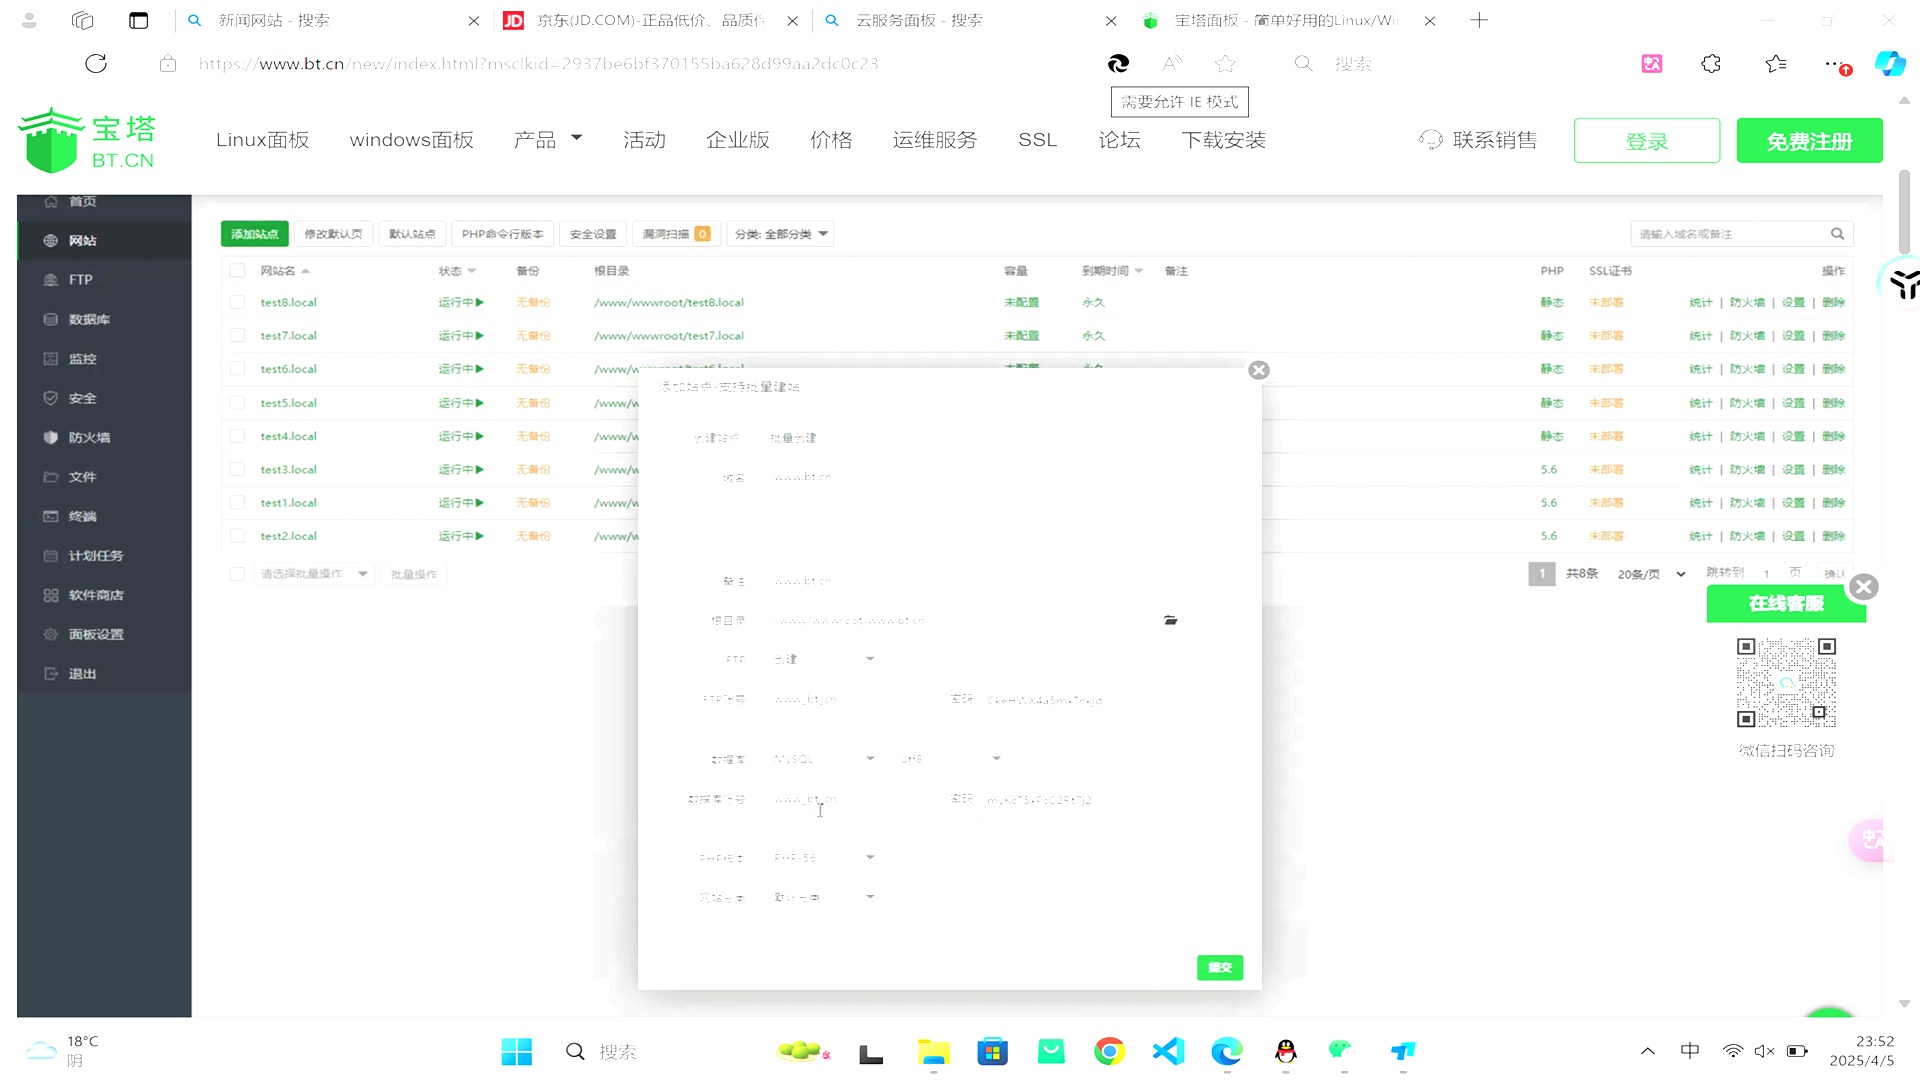 新闻网站 - 搜索
京东(JD.COM)-正品低价、品质
云服务面板 - 搜索
宝塔面板 - 简单好用的Linux/Wi
https://www.bt.cn/new/index.html?msclkid=2937be6bf370155ba628d99aa2dc0c23
搜索
需要允许 IE 模式
宝塔
BT.CN
Linux面板 windows面板 产品 活动 企业版 价格 运维服务 SSL 论坛 下载安装
联系销售 登录 免费注册
首页
网站
FTP
数据库
监控
安全
防火墙
文件
终端
计划任务
软件商店
面板设置
退出
添加站点 修改默认页 默认站点 PHP命令行版本 安全设置 漏洞扫描 0 分类: 全部分类 请输入域名或备注
网站名 状态 备份 根目录 容量 到期时间 备注 PHP SSL证书 操作
test8.local 运行中 无备份 /www/wwwroot/test8.local 未配置 永久 静态 未部署 统计 | 防火墙 | 设置 | 删除
test7.local 运行中 无备份 /www/wwwroot/test7.local 未配置 永久 静态 未部署 统计 | 防火墙 | 设置 | 删除
test6.local 运行中 无备份 /www/wwwroot/test6.local 未配置 永久 静态 未部署 统计 | 防火墙 | 设置 | 删除
test5.local 运行中 无备份 /www/w 静态 未部署 统计 | 防火墙 | 设置 | 删除
test4.local 运行中 无备份 /www/w 静态 未部署 统计 | 防火墙 | 设置 | 删除
test3.local 运行中 无备份 /www/w 5.6 未部署 统计 | 防火墙 | 设置 | 删除
test1.local 运行中 无备份 /www/w 5.6 未部署 统计 | 防火墙 | 设置 | 删除
test2.local 运行中 无备份 /www/w 5.6 未部署 统计 | 防火墙 | 设置 | 删除
请选择批量操作 批量操作
1 共8条 20条/页 跳转到 1 页 确认
添加站点-支持批量建站
创建站点 批量创建
域名 www.bt.cn
备注 www.bt.cn
根目录 /www/wwwroot/www.bt.cn
FTP 创建
FTP账号 www_bt_cn 密码
数据库 MySQL utf8
数据库账号 www_bt_cn 密码
PHP版本 PHP-56
网站分类 默认分类
提交
在线客服
微信扫码咨询
18°C
阴
搜索
中
23:52
2025/4/5